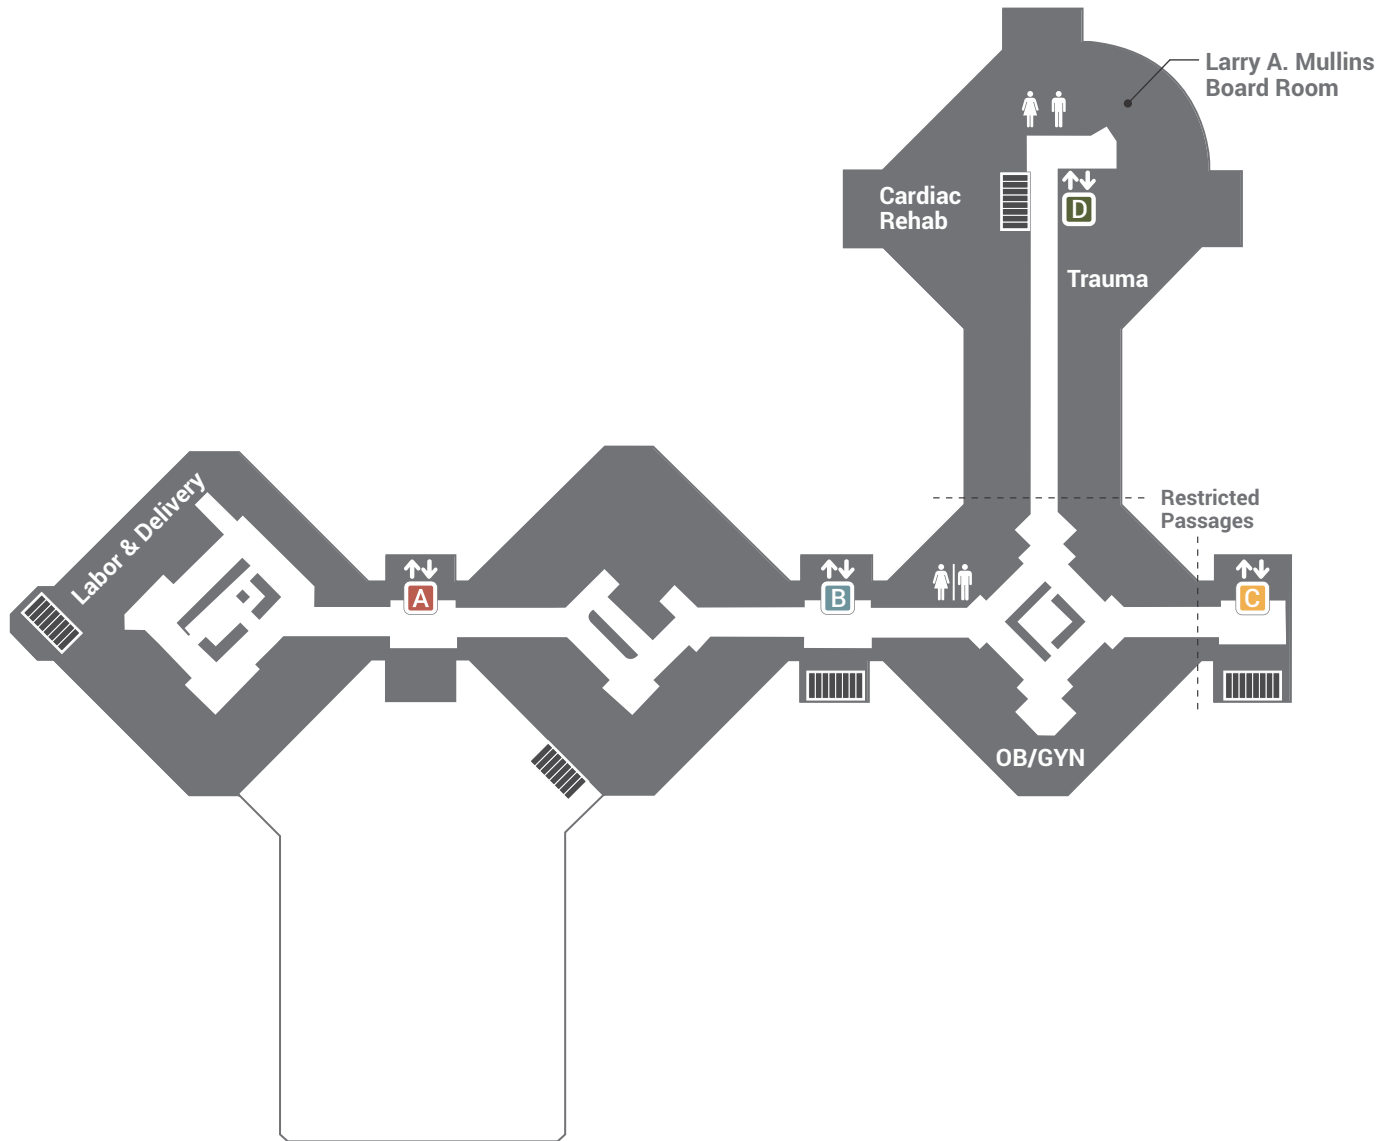 Larry A. Mullins
Board Room
Cardiac
Rehab
D
Trauma
Restricted
Passages
Labor & Delivery
A
B
C
OB/GYN